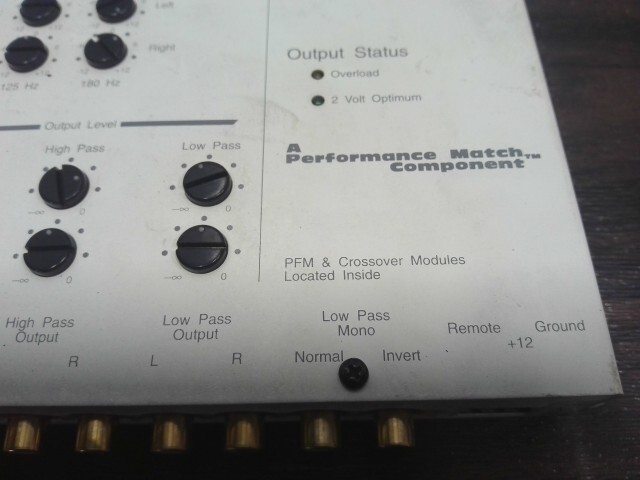 Left
Right
+12 +12
125 Hz 180 Hz
Output Status
Overload
2 Volt Optimum
Output Level
High Pass Low Pass
-∞ 0 -∞ 0
-∞ 0 -∞ 0
A
Performance Match™
Component
PFM & Crossover Modules
Located Inside
High Pass
Output
Low Pass
Output
Low Pass
Mono
Remote Ground
+12
R L R Normal Invert